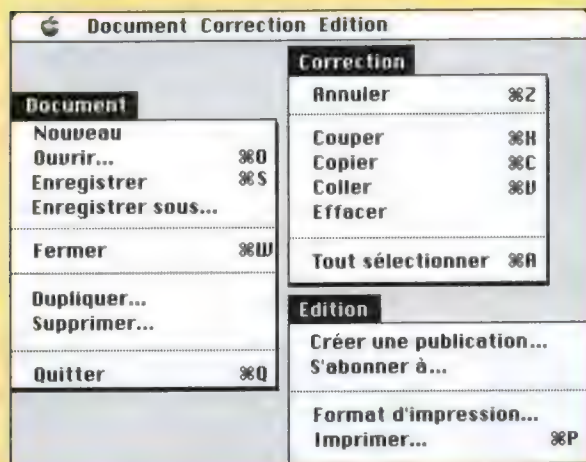 Document Correction Edition
Document
Nouveau
Ouvrir... ⌘O
Enregistrer ⌘S
Enregistrer sous...
Fermer ⌘W
Dupliquer...
Supprimer...
Quitter ⌘Q
Correction
Annuler ⌘Z
Couper ⌘X
Copier ⌘C
Coller ⌘V
Effacer
Tout sélectionner ⌘A
Edition
Créer une publication...
S'abonner à...
Format d'impression...
Imprimer... ⌘P